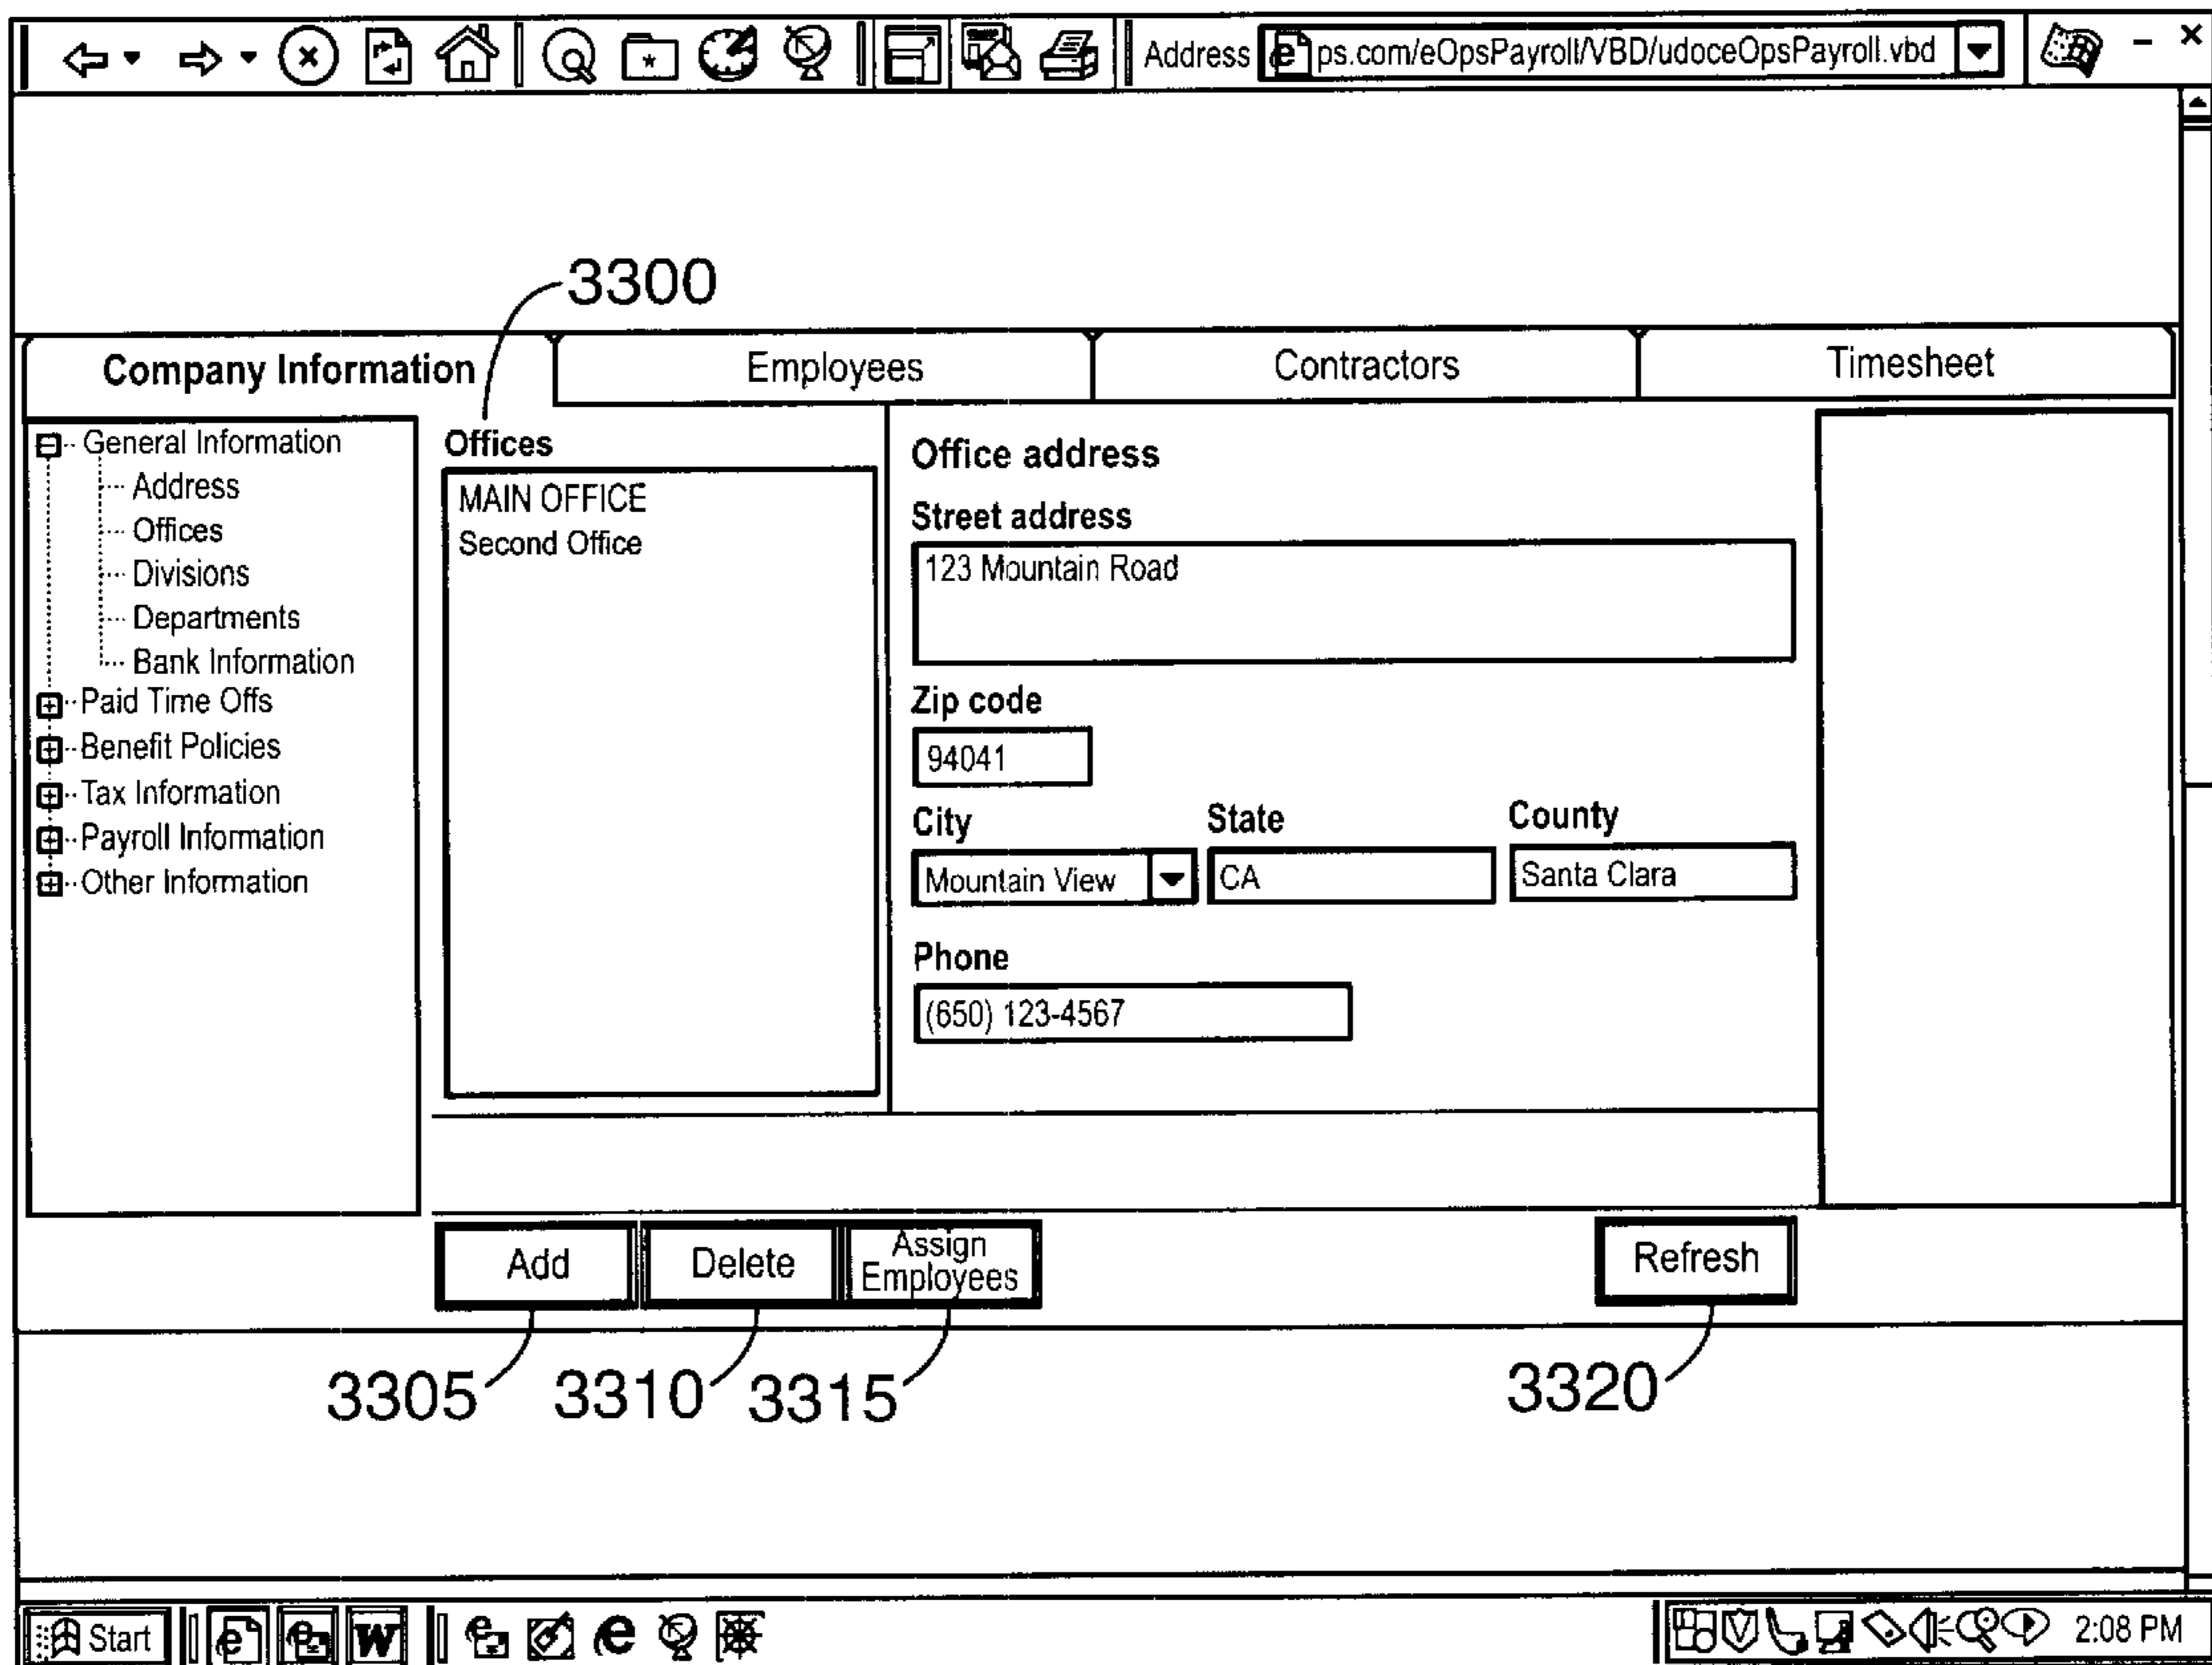 Address ps.com/eOpsPayroll/VBD/udoceOpsPayroll.vbd
3300
Company Information Employees Contractors Timesheet
General Information
Address
Offices
Divisions
Departments
Bank Information
Paid Time Offs
Benefit Policies
Tax Information
Payroll Information
Other Information
Offices
MAIN OFFICE
Second Office
Office address
Street address
123 Mountain Road
Zip code
94041
City State County
Mountain View CA Santa Clara
Phone
(650) 123-4567
Add Delete Assign Employees Refresh
3305 3310 3315 3320
Start W 2:08 PM